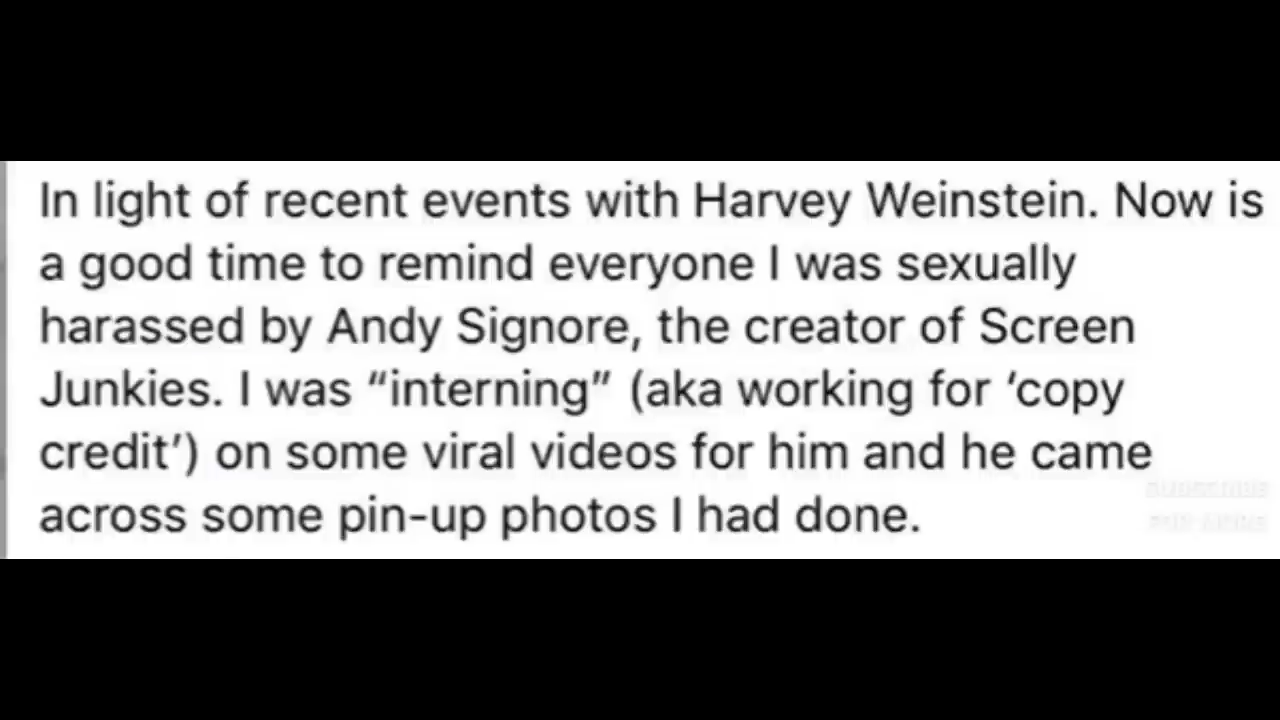 In light of recent events with Harvey Weinstein. Now is
a good time to remind everyone I was sexually
harassed by Andy Signore, the creator of Screen
Junkies. I was “interning” (aka working for ‘copy
credit’) on some viral videos for him and he came
across some pin-up photos I had done.